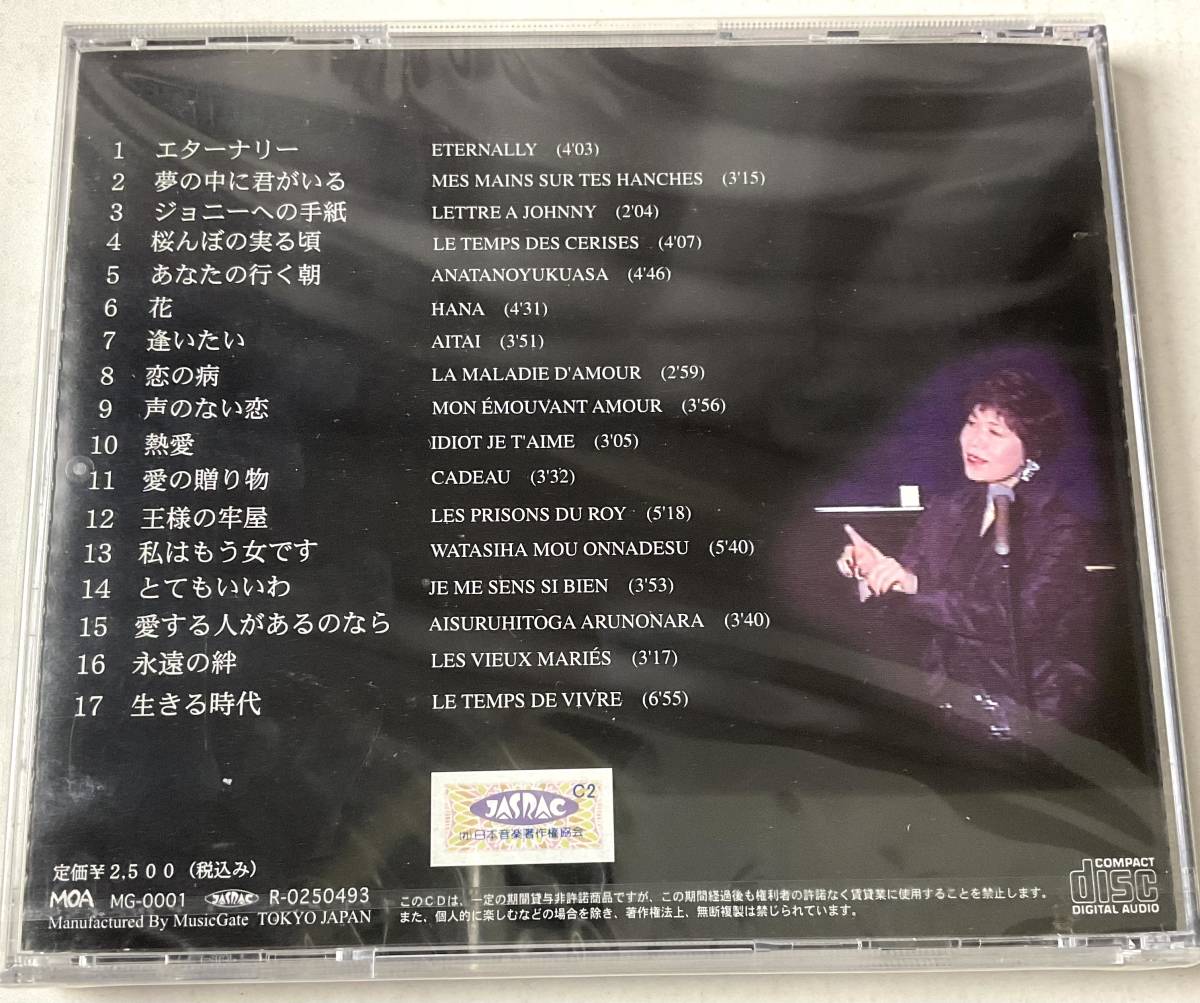 1 エターナリー ETERNALLY (4'03)
2 夢の中に君がいる MES MAINS SUR TES HANCHES (3'15)
3 ジョニーへの手紙 LETTRE A JOHNNY (2'04)
4 桜んぼの実る頃 LE TEMPS DES CERISES (4'07)
5 あなたの行く朝 ANATANOYUKUASA (4'46)
6 花 HANA (4'31)
7 逢いたい AITAI (3'51)
8 恋の病 LA MALADIE D'AMOUR (2'59)
9 声のない恋 MON ÉMOUVANT AMOUR (3'56)
10 熱愛 IDIOT JE T'AIME (3'05)
11 愛の贈り物 CADEAU (3'32)
12 王様の牢屋 LES PRISONS DU ROY (5'18)
13 私はもう女です WATASIHA MOU ONNADESU (5'40)
14 とてもいいわ JE ME SENS SI BIEN (3'53)
15 愛する人があるのなら AISURUHITOGA ARUNONARA (3'40)
16 永遠の絆 LES VIEUX MARIÉS (3'17)
17 生きる時代 LE TEMPS DE VIVRE (6'55)
C2
JASRAC
(社)日本音楽著作権協会
定価¥2,500(税込み)
MOA MG-0001 JASRAC R-0250493
Manufactured By MusicGate TOKYO JAPAN
このCDは、一定の期間貸与非許諾商品ですが、この期間経過後も権利者の許諾なく賃貸業に使用することを禁止します。
また、個人的に楽しむなどの場合を除き、著作権法上、無断複製は禁じられています。
COMPACT
disc
DIGITAL AUDIO